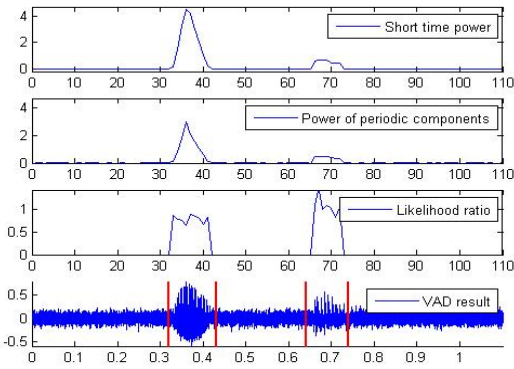 4
2
0
Short time power
0 10 20 30 40 50 60 70 80 90 100 110
4
2
0
Power of periodic components
0 10 20 30 40 50 60 70 80 90 100 110
1
0.5
0
Likelihood ratio
0 10 20 30 40 50 60 70 80 90 100 110
0.5
0
-0.5
VAD result
0 0.1 0.2 0.3 0.4 0.5 0.6 0.7 0.8 0.9 1